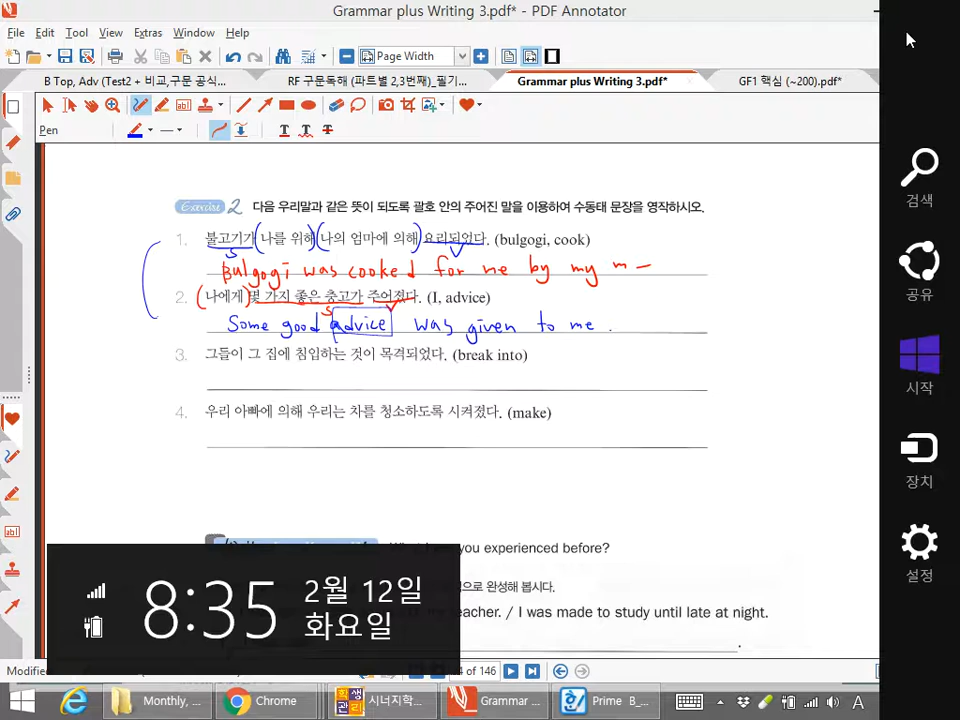 Grammar plus Writing 3.pdf* - PDF Annotator
File Edit Tool View Extras Window Help
Page Width
B Top, Adv (Test2 + 비교,구문 공식... RF 구문독해 (파트별 2,3번째)_필기... Grammar plus Writing 3.pdf* GF1 핵심 (~200).pdf*
Pen
Exercise 2 다음 우리말과 같은 뜻이 되도록 괄호 안의 주어진 말을 이용하여 수동태 문장을 영작하시오.
1. 불고기가 (나를 위해) (나의 엄마에 의해) 요리되었다. (bulgogi, cook)
S V
Bulgogi was cooked for me by my m
2. (나에게) 몇 가지 좋은 충고가 주어졌다. (I, advice)
S V
Some good advice was given to me .
3. 그들이 그 집에 침입하는 것이 목격되었다. (break into)
4. 우리 아빠에 의해 우리는 차를 청소하도록 시켜졌다. (make)
you experienced before?
으로 완성해 봅시다.
teacher. / I was made to study until late at night.
.
8:35 2월 12일
화요일
검색
공유
시작
장치
설정
Modified
4 of 146
Monthly, ... Chrome 학생관리 시너지학... Grammar ... Prime B_... A